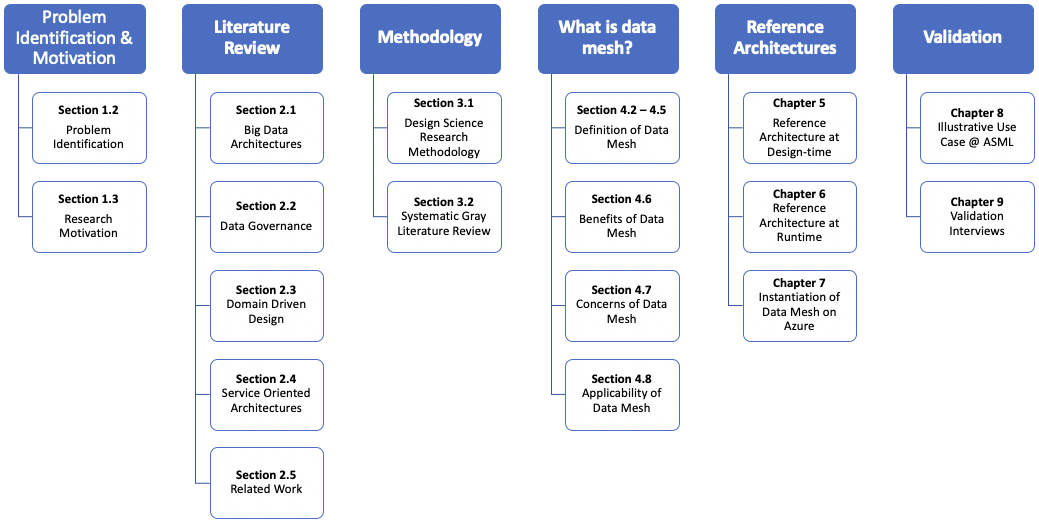 Problem
Identification &
Motivation
Section 1.2
Problem
Identification
Section 1.3
Research
Motivation
Literature
Review
Section 2.1
Big Data
Architectures
Section 2.2
Data Governance
Section 2.3
Domain Driven
Design
Section 2.4
Service Oriented
Architectures
Section 2.5
Related Work
Methodology
Section 3.1
Design Science
Research
Methodology
Section 3.2
Systematic Gray
Literature Review
What is data
mesh?
Section 4.2 – 4.5
Definition of Data
Mesh
Section 4.6
Benefits of Data
Mesh
Section 4.7
Concerns of Data
Mesh
Section 4.8
Applicability of
Data Mesh
Reference
Architectures
Chapter 5
Reference
Architecture at
Design-time
Chapter 6
Reference
Architecture at
Runtime
Chapter 7
Instantiation of
Data Mesh on
Azure
Validation
Chapter 8
Illustrative Use
Case @ ASML
Chapter 9
Validation
Interviews